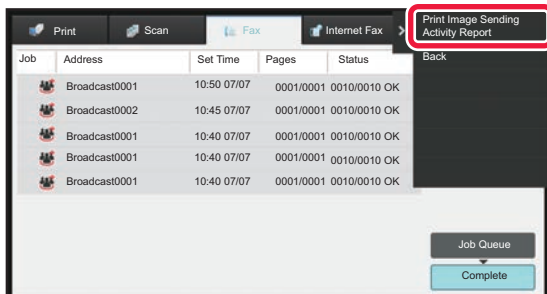 Print
Scan
Fax
Internet Fax
Print Image Sending
Activity Report
Back
Job Address Set Time Pages Status
Broadcast0001 10:50 07/07 0001/0001 0010/0010 OK
Broadcast0002 10:45 07/07 0001/0001 0010/0010 OK
Broadcast0001 10:40 07/07 0001/0001 0010/0010 OK
Broadcast0001 10:40 07/07 0001/0001 0010/0010 OK
Broadcast0001 10:40 07/07 0001/0001 0010/0010 OK
Job Queue
Complete